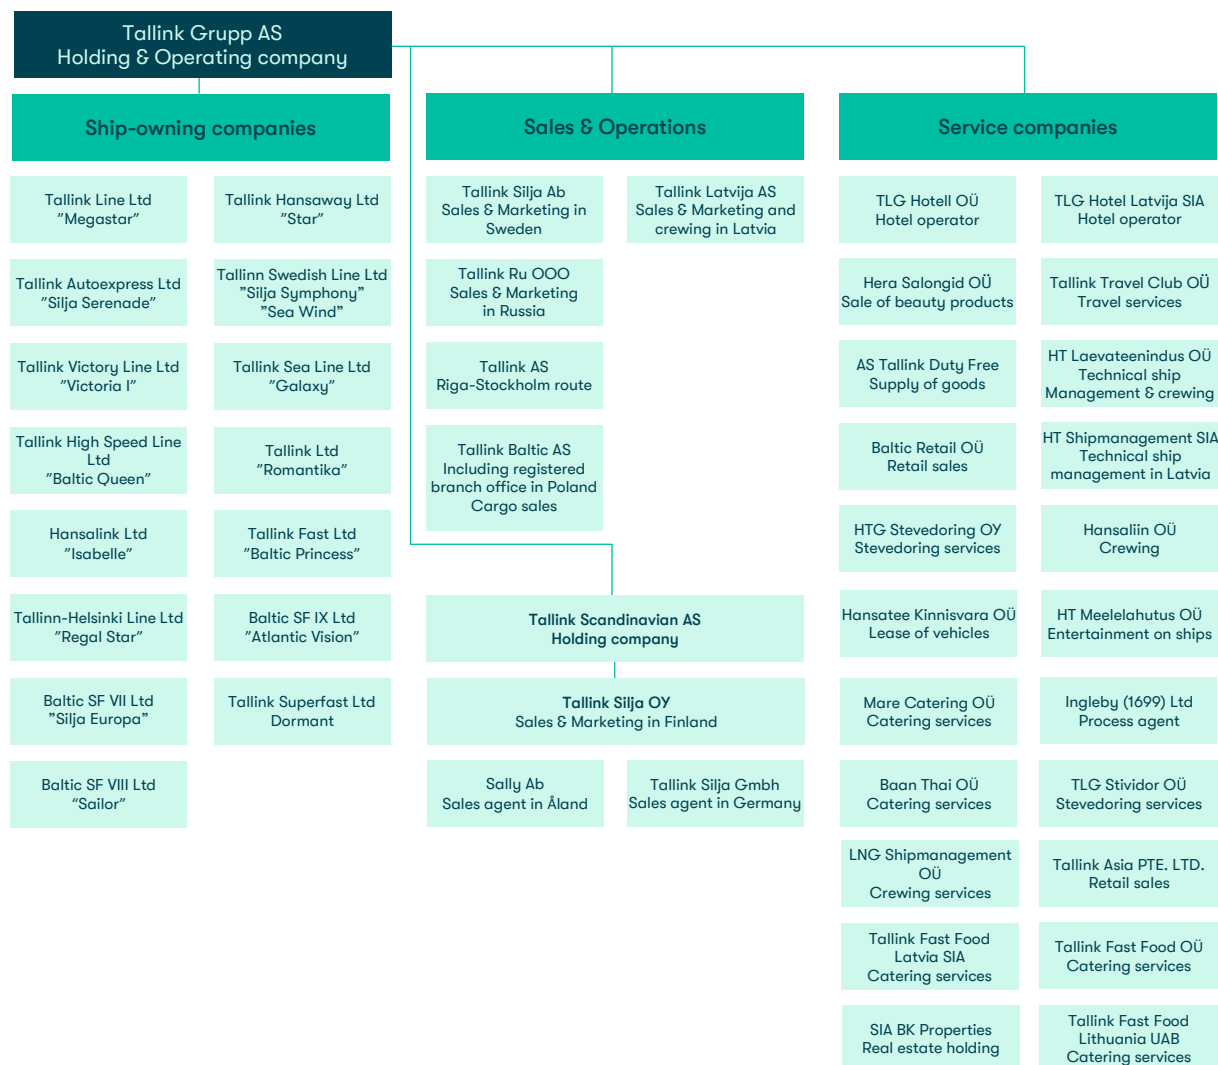 Tallink Grupp AS
Holding & Operating company
Ship-owning companies
Tallink Line Ltd
"Megastar"
Tallink Hansaway Ltd
"Star"
Tallink Autoexpress Ltd
"Silja Serenade"
Tallinn Swedish Line Ltd
"Silja Symphony"
"Sea Wind"
Tallink Victory Line Ltd
"Victoria I"
Tallink Sea Line Ltd
"Galaxy"
Tallink High Speed Line
Ltd
"Baltic Queen"
Tallink Ltd
"Romantika"
Hansalink Ltd
"Isabelle"
Tallink Fast Ltd
"Baltic Princess"
Tallinn-Helsinki Line Ltd
"Regal Star"
Baltic SF IX Ltd
"Atlantic Vision"
Baltic SF VII Ltd
"Silja Europa"
Tallink Superfast Ltd
Dormant
Baltic SF VIII Ltd
"Sailor"
Sales & Operations
Tallink Silja Ab
Sales & Marketing in
Sweden
Tallink Latvija AS
Sales & Marketing and
crewing in Latvia
Tallink Ru OOO
Sales & Marketing
in Russia
Tallink AS
Riga-Stockholm route
Tallink Baltic AS
Including registered
branch office in Poland
Cargo sales
Tallink Scandinavian AS
Holding company
Tallink Silja OY
Sales & Marketing in Finland
Sally Ab
Sales agent in Åland
Tallink Silja Gmbh
Sales agent in Germany
Service companies
TLG Hotell OÜ
Hotel operator
TLG Hotel Latvija SIA
Hotel operator
Hera Salongid OÜ
Sale of beauty products
Tallink Travel Club OÜ
Travel services
AS Tallink Duty Free
Supply of goods
HT Laevateenindus OÜ
Technical ship
Management & crewing
Baltic Retail OÜ
Retail sales
HT Shipmanagement SIA
Technical ship
management in Latvia
HTG Stevedoring OY
Stevedoring services
Hansaliin OÜ
Crewing
Hansatee Kinnisvara OÜ
Lease of vehicles
HT Meelelahutus OÜ
Entertainment on ships
Mare Catering OÜ
Catering services
Ingleby (1699) Ltd
Process agent
Baan Thai OÜ
Catering services
TLG Stividor OÜ
Stevedoring services
LNG Shipmanagement
OÜ
Crewing services
Tallink Asia PTE. LTD.
Retail sales
Tallink Fast Food
Latvia SIA
Catering services
Tallink Fast Food OÜ
Catering services
SIA BK Properties
Real estate holding
Tallink Fast Food
Lithuania UAB
Catering services